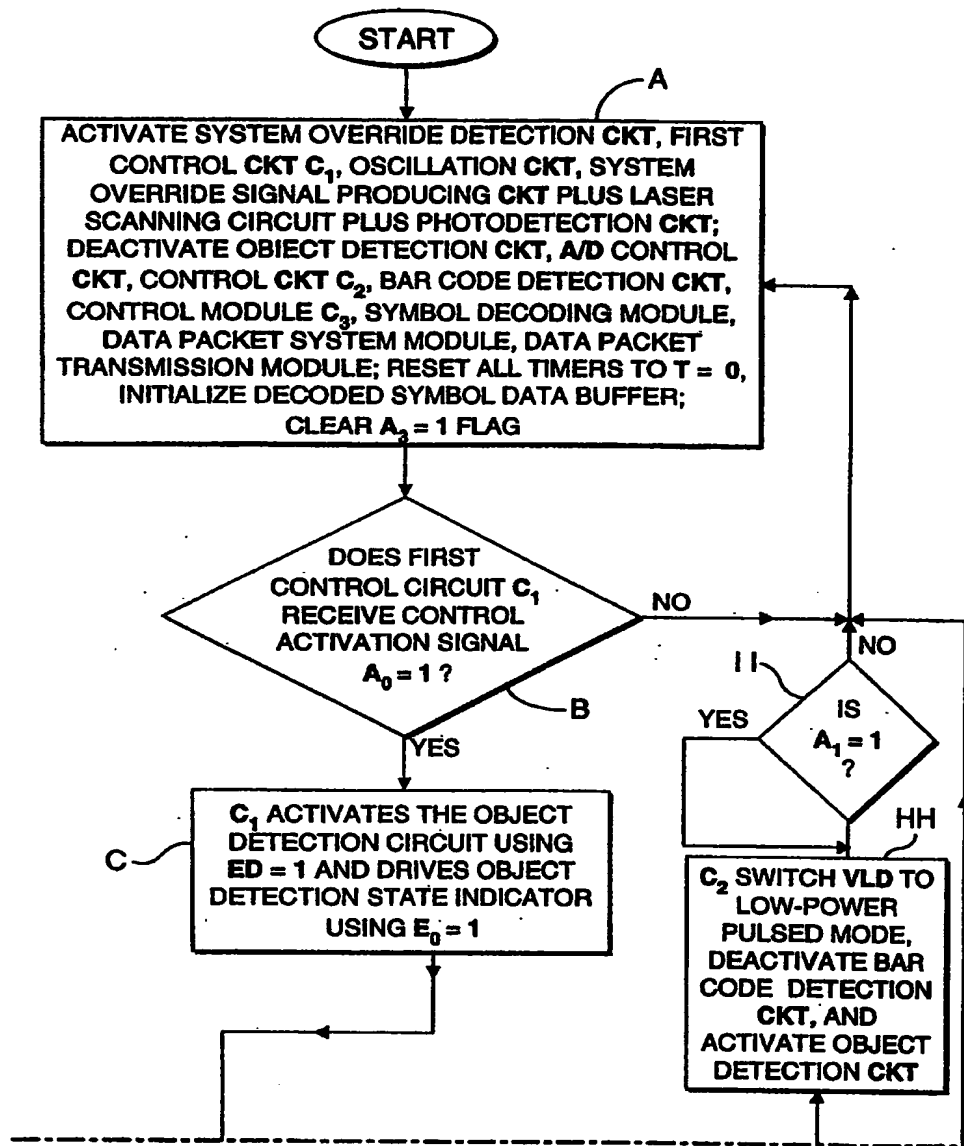 START
A
ACTIVATE SYSTEM OVERRIDE DETECTION CKT, FIRST
CONTROL CKT C₁, OSCILLATION CKT, SYSTEM
OVERRIDE SIGNAL PRODUCING CKT PLUS LASER
SCANNING CIRCUIT PLUS PHOTODETECTION CKT;
DEACTIVATE OBJECT DETECTION CKT, A/D CONTROL
CKT, CONTROL CKT C₂, BAR CODE DETECTION CKT,
CONTROL MODULE C₃, SYMBOL DECODING MODULE,
DATA PACKET SYSTEM MODULE, DATA PACKET
TRANSMISSION MODULE; RESET ALL TIMERS TO T = 0,
INITIALIZE DECODED SYMBOL DATA BUFFER;
CLEAR A₃ = 1 FLAG
DOES FIRST
CONTROL CIRCUIT C₁
RECEIVE CONTROL
ACTIVATION SIGNAL
A₀ = 1 ?
NO
B
YES
C₁ ACTIVATES THE OBJECT
DETECTION CIRCUIT USING
ED = 1 AND DRIVES OBJECT
DETECTION STATE INDICATOR
USING E₀ = 1
C
NO
II
YES
IS
A₁ = 1
?
HH
C₂ SWITCH VLD TO
LOW-POWER
PULSED MODE,
DEACTIVATE BAR
CODE DETECTION
CKT, AND
ACTIVATE OBJECT
DETECTION CKT